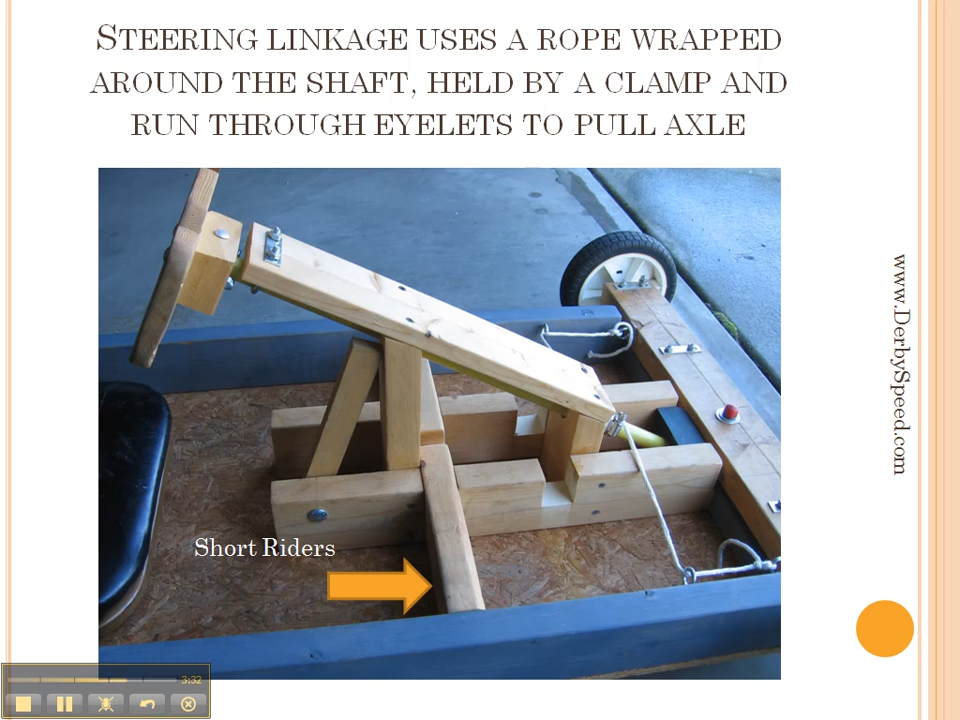 STEERING LINKAGE USES A ROPE WRAPPED
AROUND THE SHAFT, HELD BY A CLAMP AND
RUN THROUGH EYELETS TO PULL AXLE
www.DerbySpeed.com
Short Riders
3:32